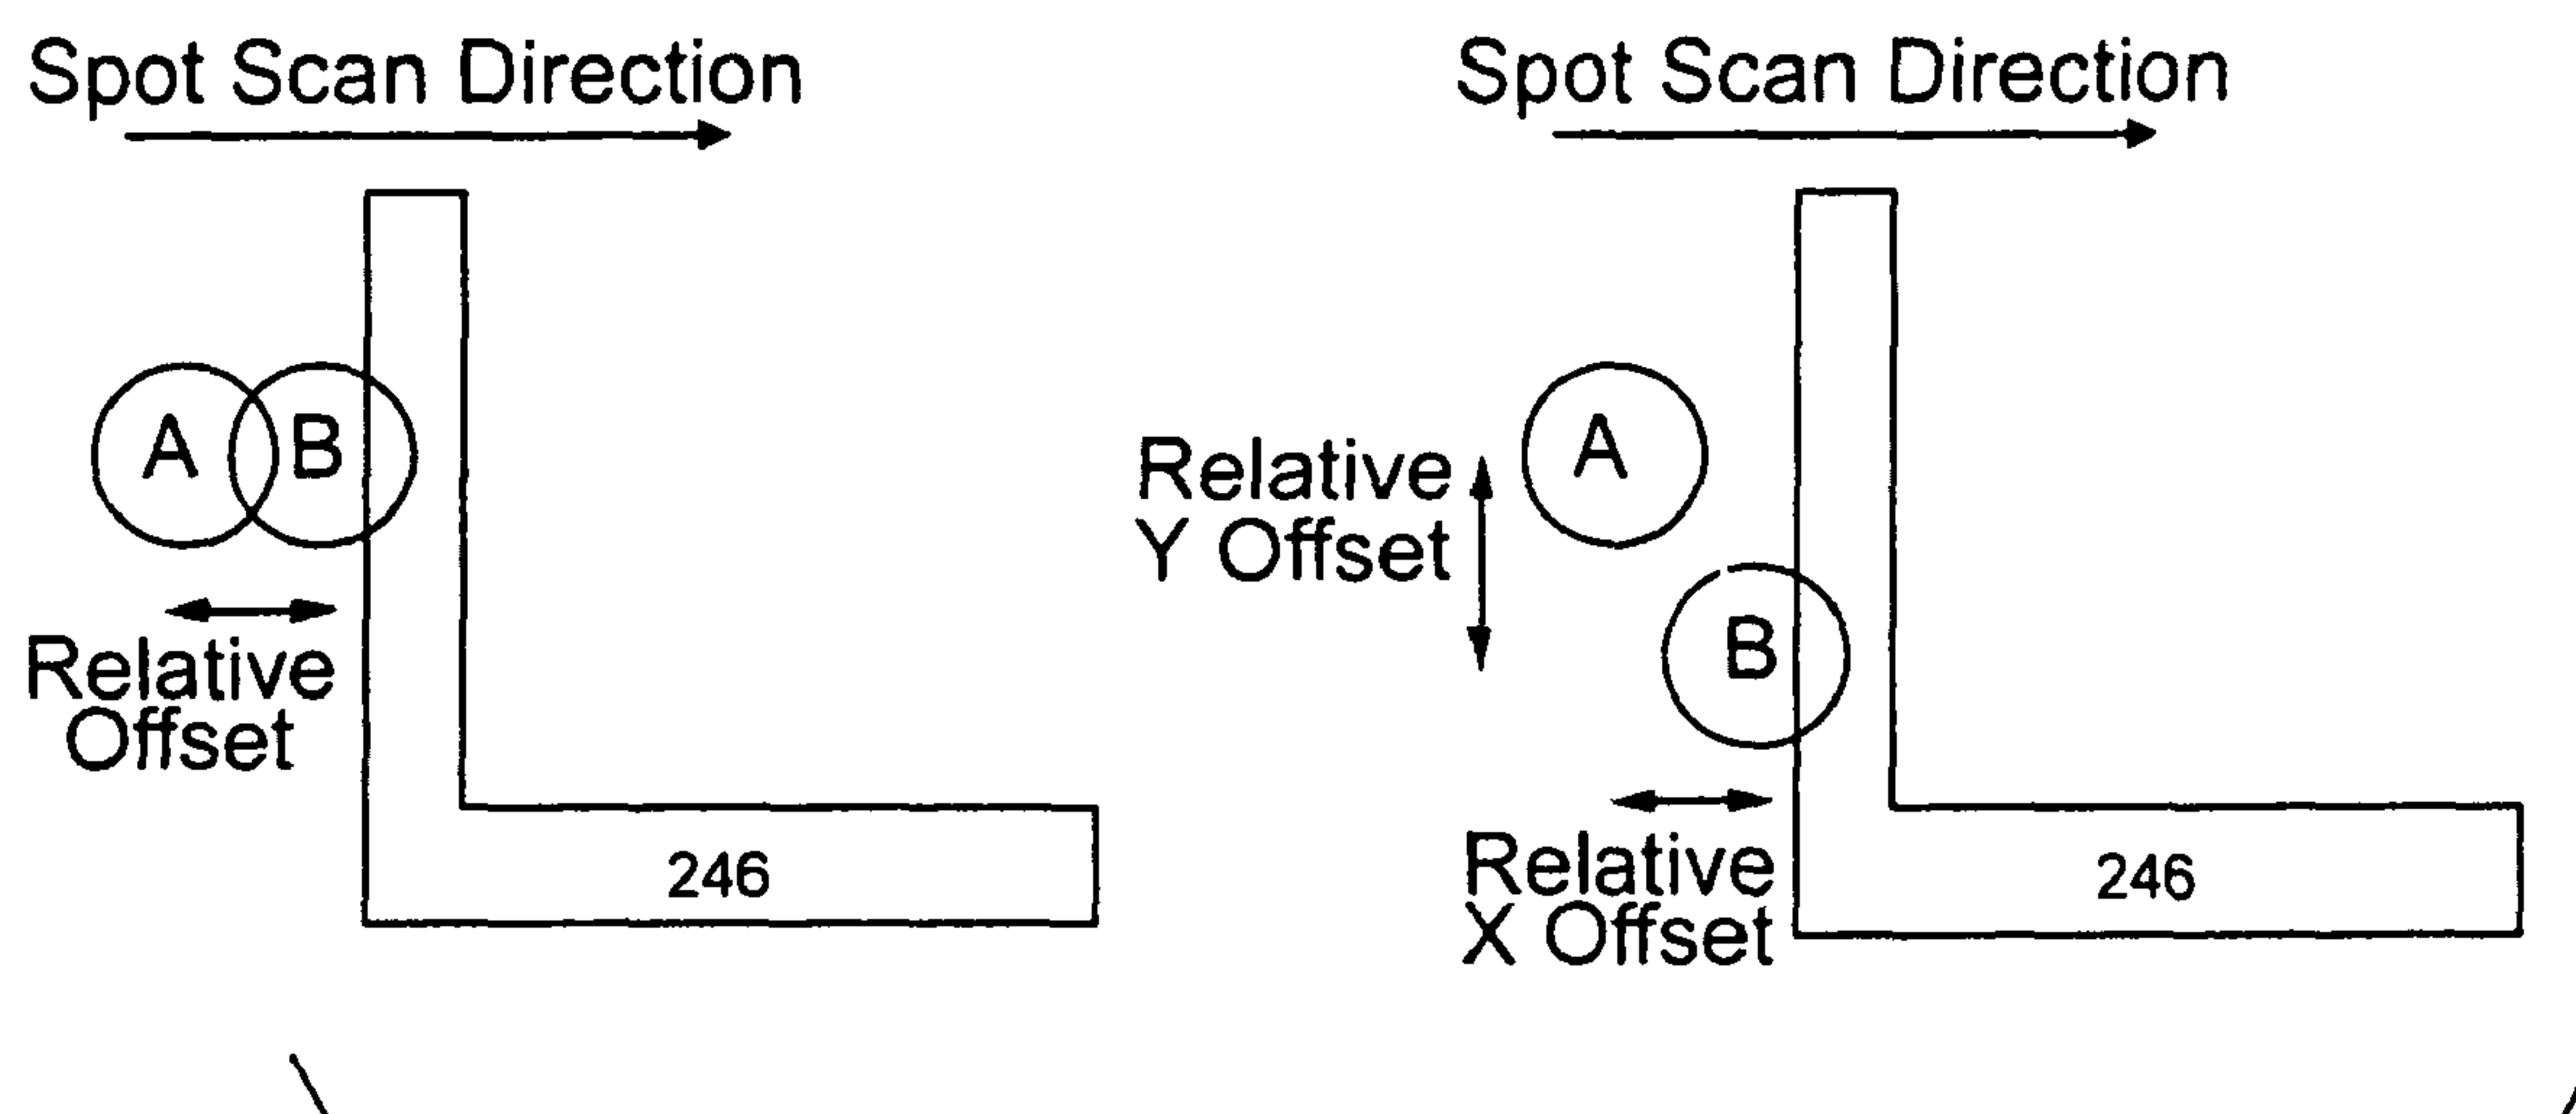 Spot Scan Direction
A B
Relative
Offset
246
Spot Scan Direction
A
Relative
Y Offset
B
Relative
X Offset
246